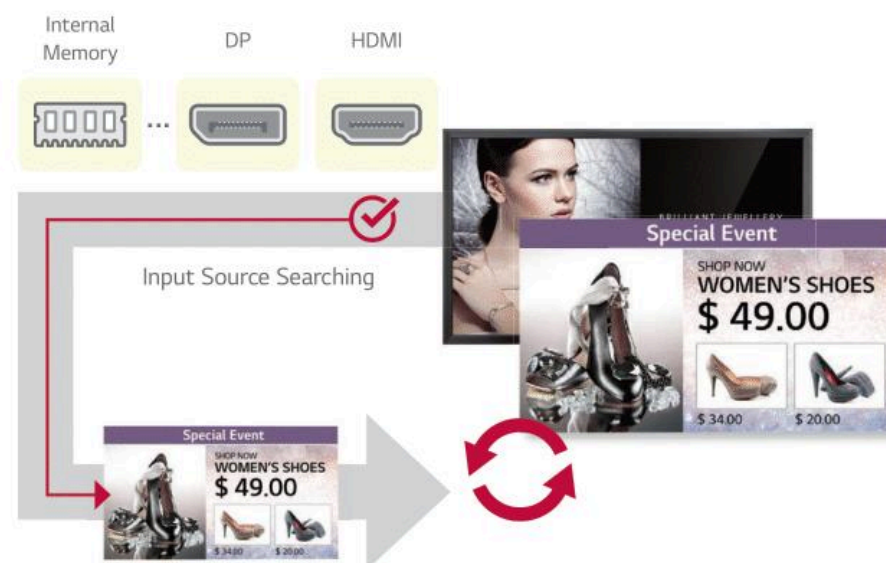 Internal
Memory
DP
HDMI
...
BRILLIANT JEWELLERY
Special Event
SHOP NOW
WOMEN'S SHOES
$ 49.00
$ 34.00
$ 20.00
Input Source Searching
Special Event
SHOP NOW
WOMEN'S SHOES
$ 49.00
$ 34.00
$ 20.00